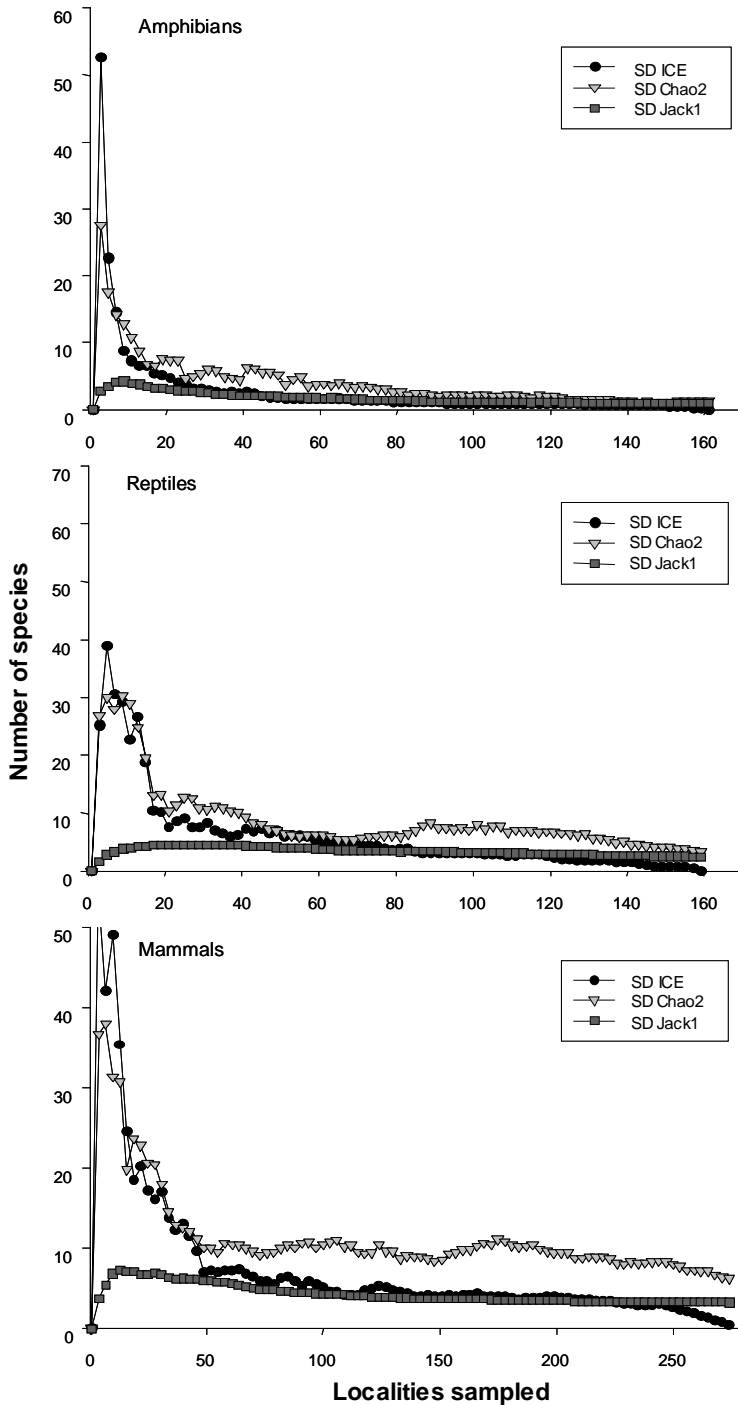 Amphibians
60
50
40
30
20
10
0
SD ICE
SD Chao2
SD Jack1
0 20 40 60 80 100 120 140 160
Reptiles
70
60
50
40
30
20
10
0
SD ICE
SD Chao2
SD Jack1
0 20 40 60 80 100 120 140 160
Number of species
Mammals
50
40
30
20
10
0
SD ICE
SD Chao2
SD Jack1
0 50 100 150 200 250
Localities sampled